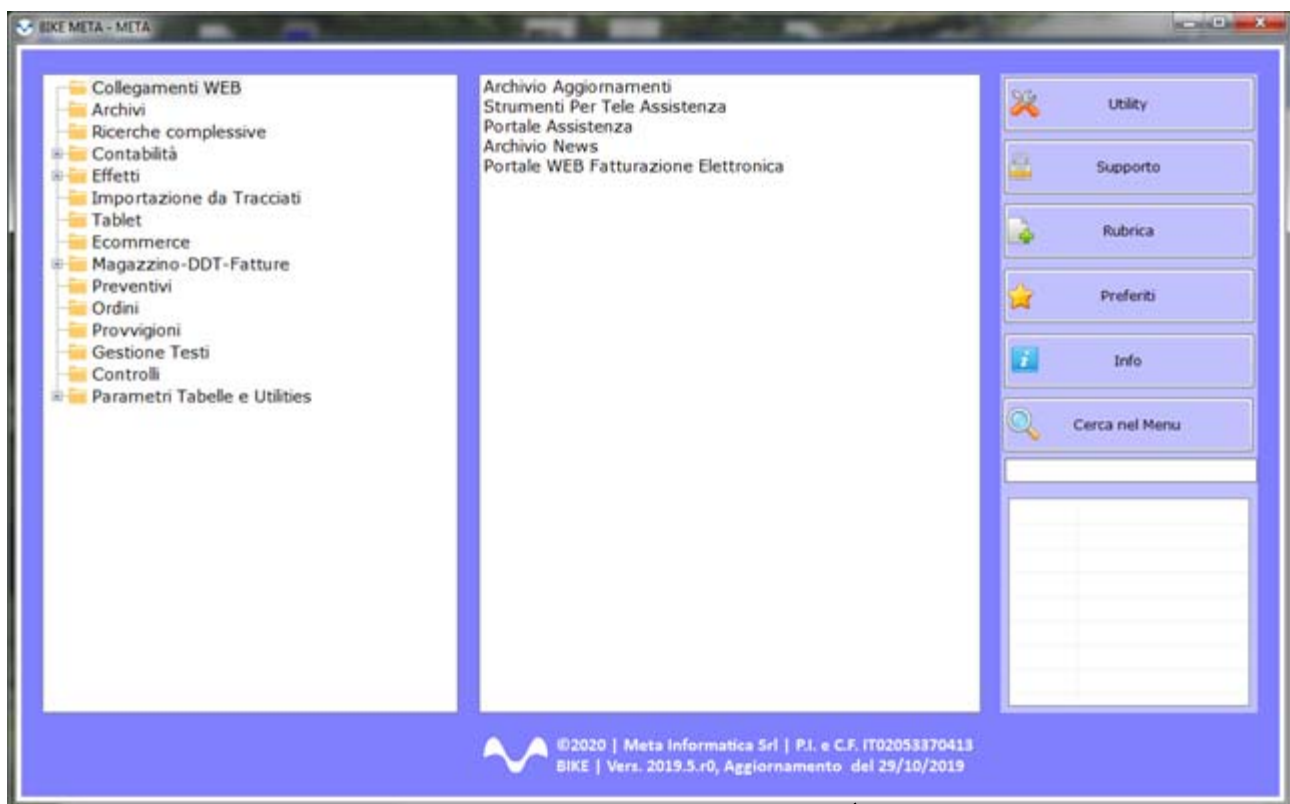 BIKE META - META
Collegamenti WEB
Archivi
Ricerche complessive
Contabilità
Effetti
Importazione da Tracciati
Tablet
Ecommerce
Magazzino-DDT-Fatture
Preventivi
Ordini
Provvigioni
Gestione Testi
Controlli
Parametri Tabelle e Utilities
Archivio Aggiornamenti
Strumenti Per Tele Assistenza
Portale Assistenza
Archivio News
Portale WEB Fatturazione Elettronica
Utility
Supporto
Rubrica
Preferiti
Info
Cerca nel Menu
©2020 | Meta Informatica Srl | P.I. e C.F. IT02053370413
BIKE | Vers. 2019.5.r0, Aggiornamento del 29/10/2019